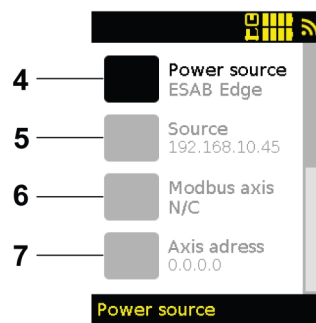 4
Power source
ESAB Edge
5
Source
192.168.10.45
6
Modbus axis
N/C
7
Axis adress
0.0.0.0
Power source